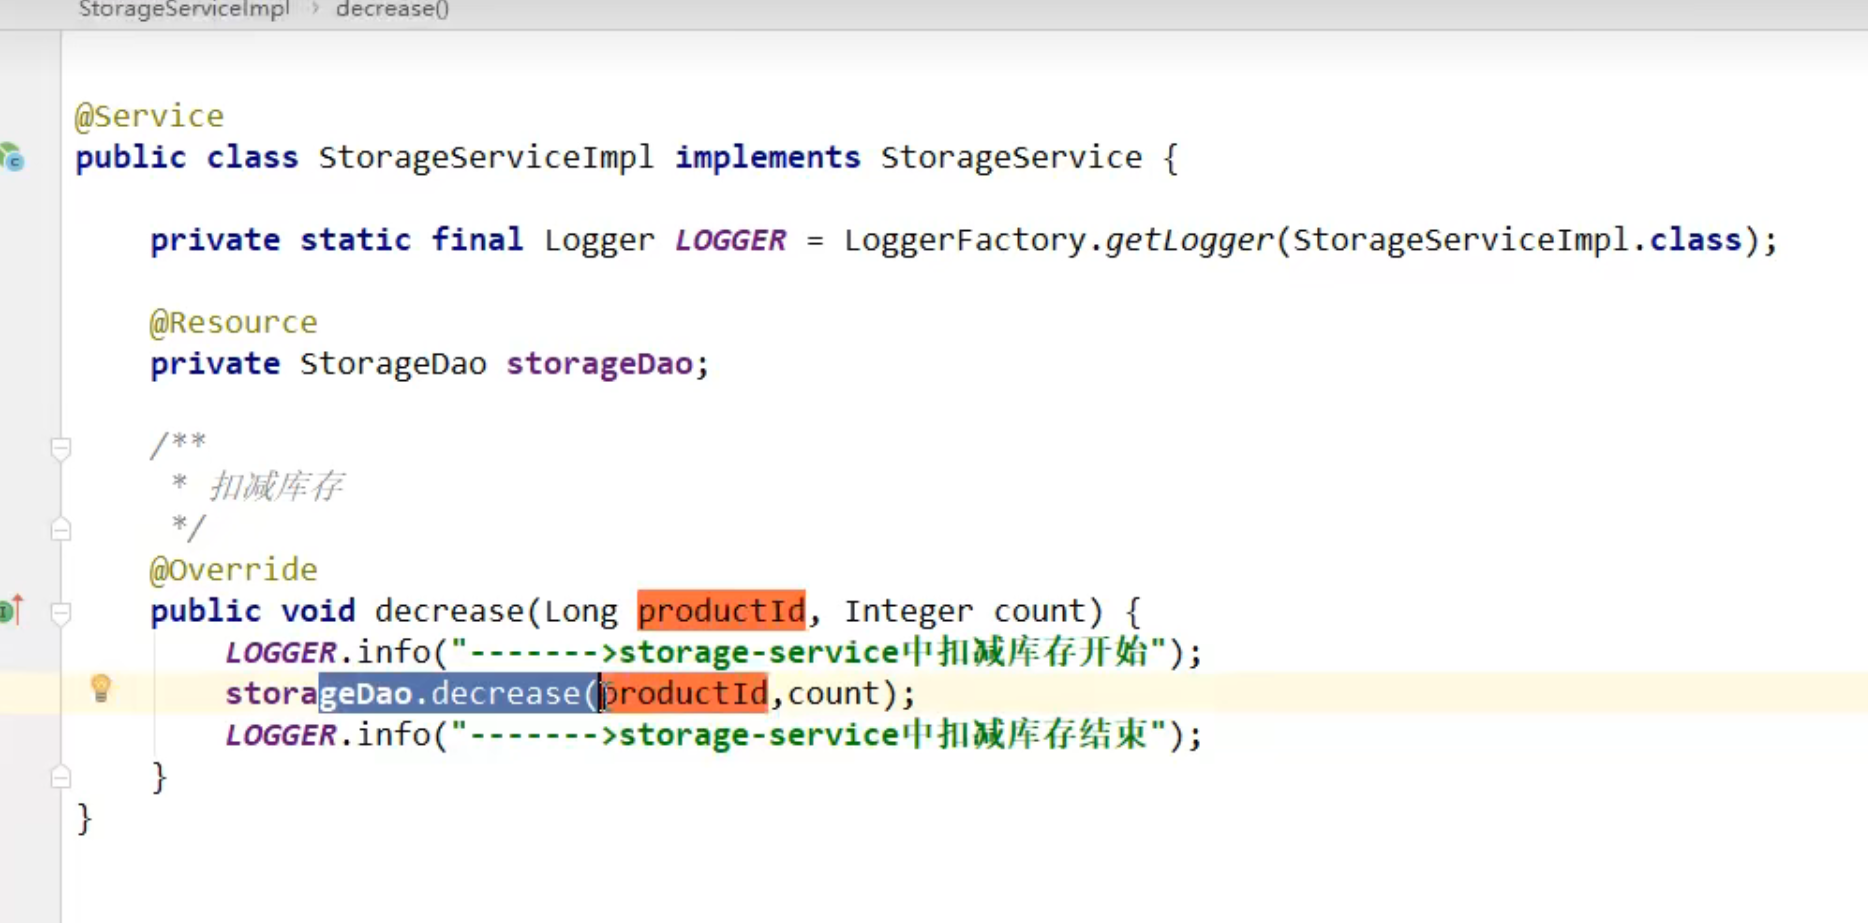 StorageServiceImpl › decrease()
@Service
public class StorageServiceImpl implements StorageService {
private static final Logger LOGGER = LoggerFactory.getLogger(StorageServiceImpl.class);
@Resource
private StorageDao storageDao;
/**
* 扣减库存
*/
@Override
public void decrease(Long productId, Integer count) {
LOGGER.info("------->storage-service中扣减库存开始");
storageDao.decrease(productId,count);
LOGGER.info("------->storage-service中扣减库存结束");
}
}